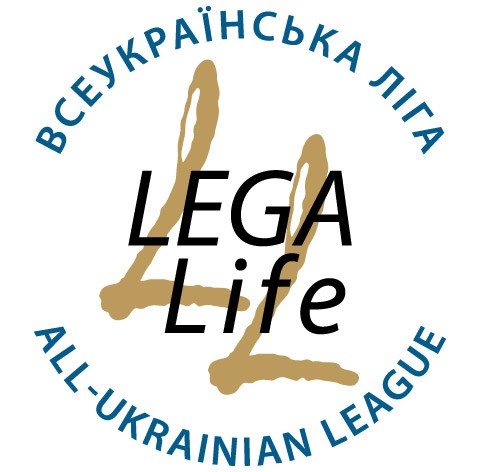 ВСЕУКРАЇНСЬКА ЛІГА
LEGA
Life
ALL-UKRAINIAN LEAGUE